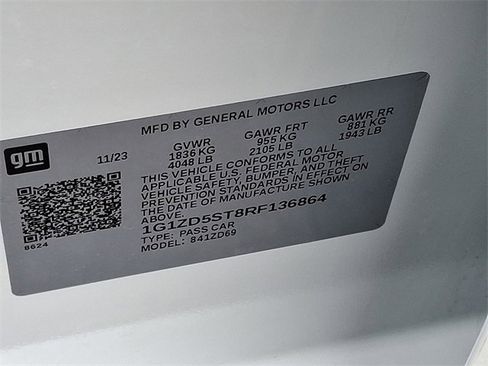 MFD BY GENERAL MOTORS LLC
gm
11/23
GVWR GAWR FRT GAWR RR
1836 KG 955 KG 881 KG
4048 LB 2105 LB 1943 LB
THIS VEHICLE CONFORMS TO ALL
APPLICABLE U.S. FEDERAL MOTOR
VEHICLE SAFETY, BUMPER, AND THEFT
PREVENTION STANDARDS IN EFFECT ON
THE DATE OF MANUFACTURE SHOWN
ABOVE.
1G1ZD5ST8RF136864
TYPE: PASS CAR
MODEL: 841ZD69
8624